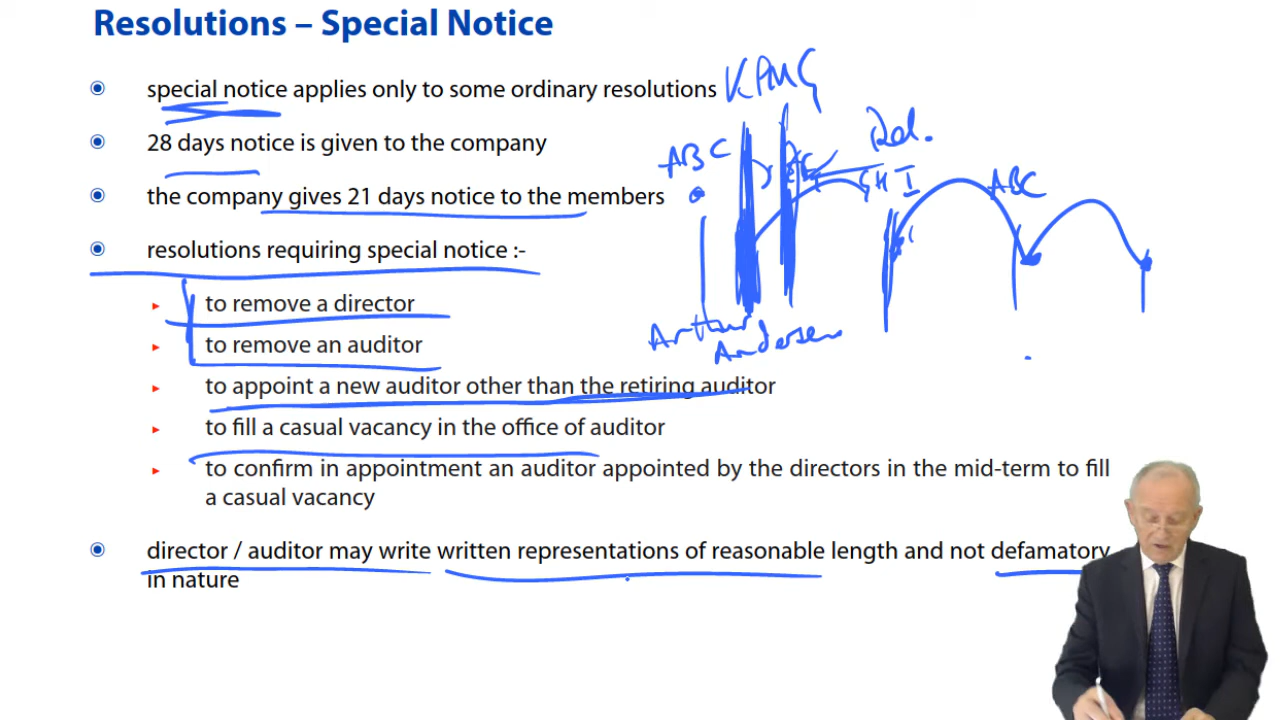 Resolutions – Special Notice
special notice applies only to some ordinary resolutions
KPMG
28 days notice is given to the company
ABC
Rel.
GHI
ABC
the company gives 21 days notice to the members
resolutions requiring special notice :-
to remove a director
Arthur
Andersen
to remove an auditor
to appoint a new auditor other than the retiring auditor
to fill a casual vacancy in the office of auditor
to confirm in appointment an auditor appointed by the directors in the mid-term to fill
a casual vacancy
director / auditor may write written representations of reasonable length and not defamatory
in nature